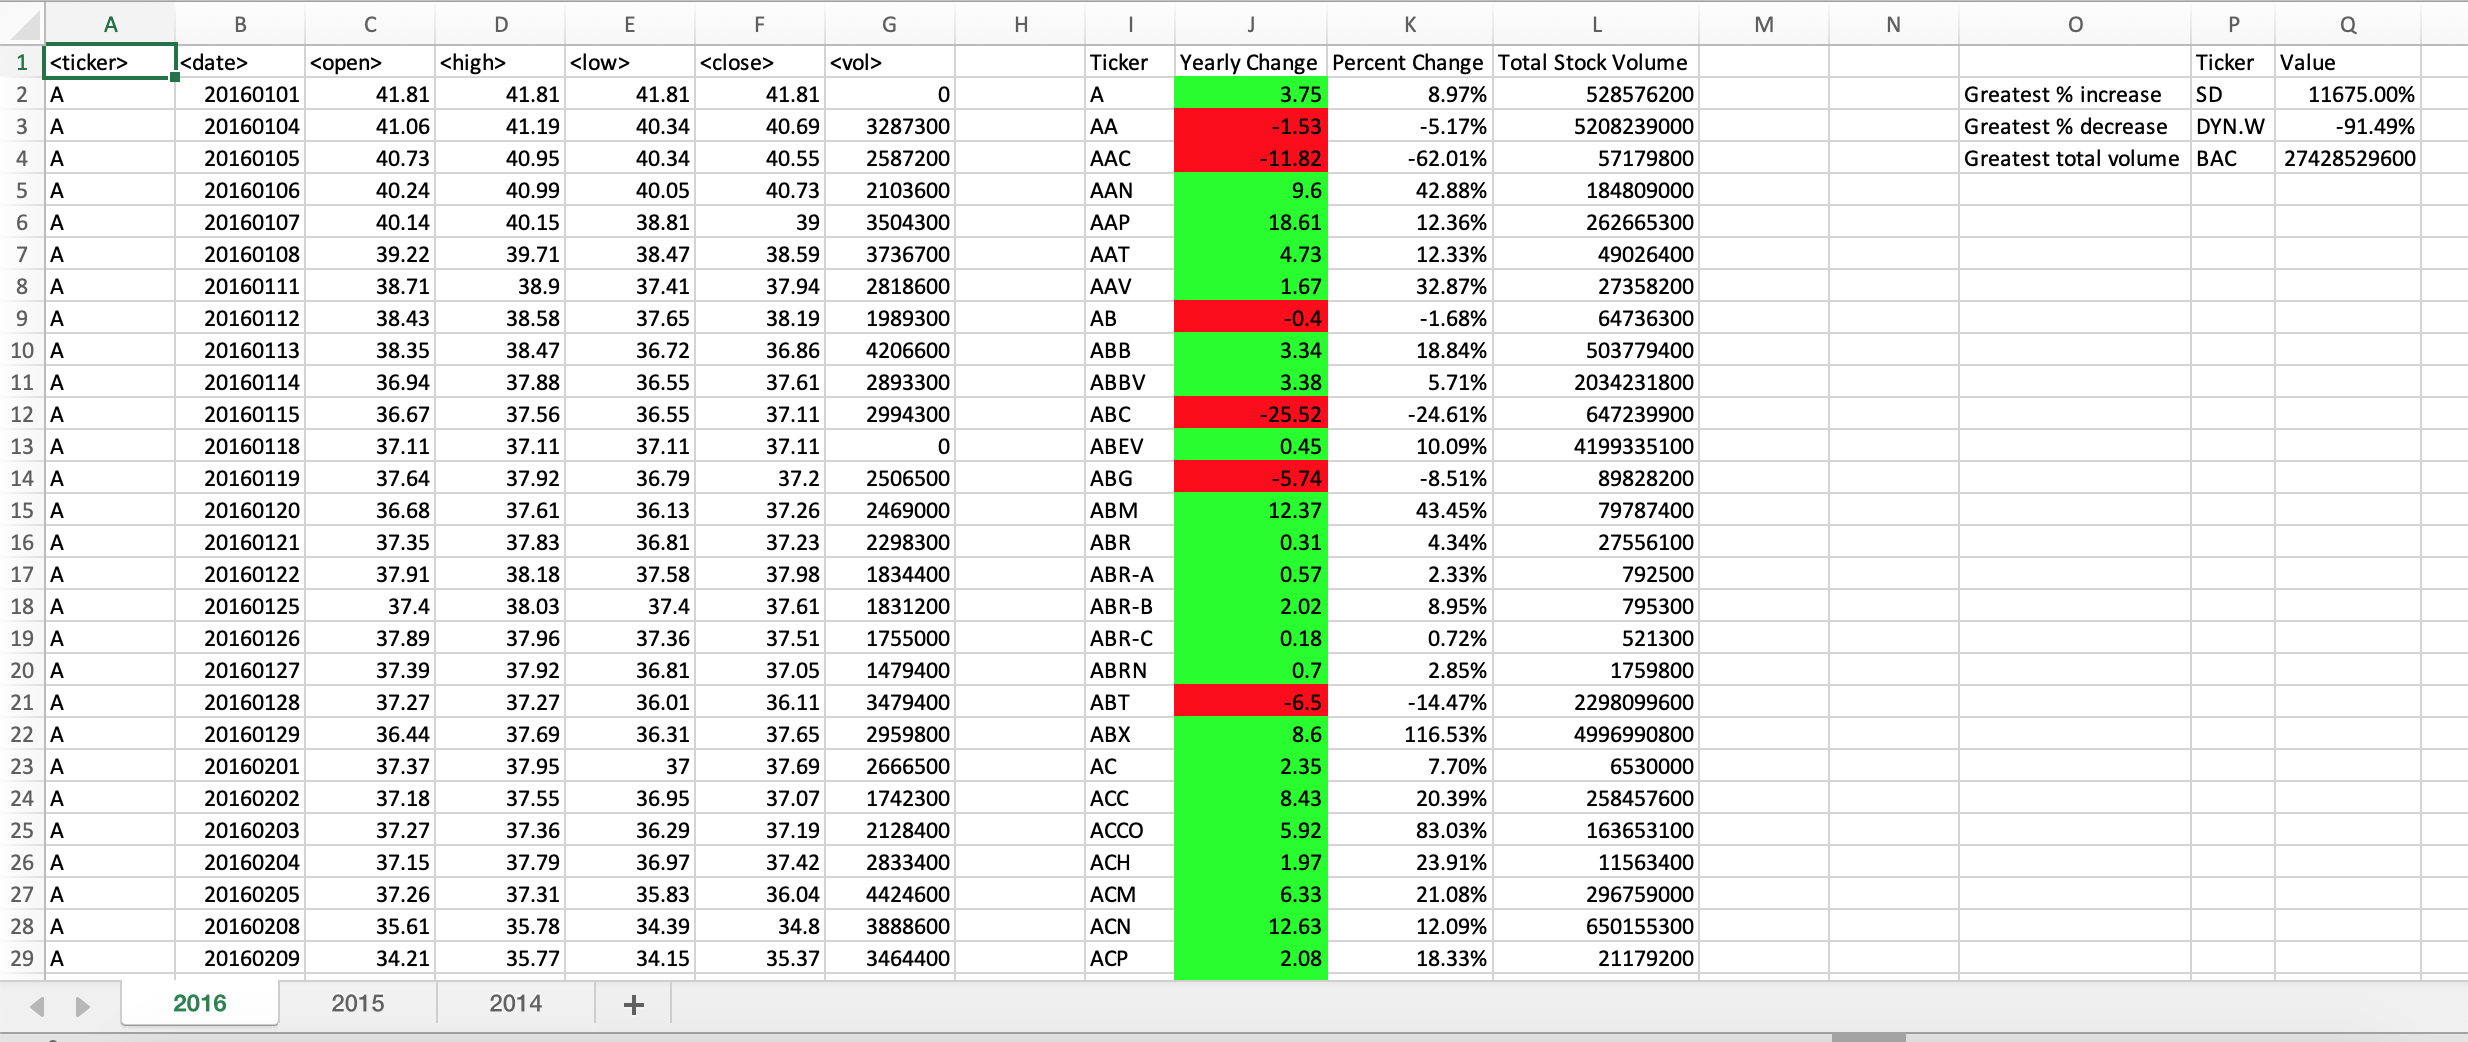 A B C D E F G H I J K L M N O P Q
1 <ticker> <date> <open> <high> <low> <close> <vol> Ticker Yearly Change Percent Change Total Stock Volume Ticker Value
2 A 20160101 41.81 41.81 41.81 41.81 0 A 3.75 8.97% 528576200 Greatest % increase SD 11675.00%
3 A 20160104 41.06 41.19 40.34 40.69 3287300 AA -1.53 -5.17% 5208239000 Greatest % decrease DYN.W -91.49%
4 A 20160105 40.73 40.95 40.34 40.55 2587200 AAC -11.82 -62.01% 57179800 Greatest total volume BAC 27428529600
5 A 20160106 40.24 40.99 40.05 40.73 2103600 AAN 9.6 42.88% 184809000
6 A 20160107 40.14 40.15 38.81 39 3504300 AAP 18.61 12.36% 262665300
7 A 20160108 39.22 39.71 38.47 38.59 3736700 AAT 4.73 12.33% 49026400
8 A 20160111 38.71 38.9 37.41 37.94 2818600 AAV 1.67 32.87% 27358200
9 A 20160112 38.43 38.58 37.65 38.19 1989300 AB -0.4 -1.68% 64736300
10 A 20160113 38.35 38.47 36.72 36.86 4206600 ABB 3.34 18.84% 503779400
11 A 20160114 36.94 37.88 36.55 37.61 2893300 ABBV 3.38 5.71% 2034231800
12 A 20160115 36.67 37.56 36.55 37.11 2994300 ABC -25.52 -24.61% 647239900
13 A 20160118 37.11 37.11 37.11 37.11 0 ABEV 0.45 10.09% 4199335100
14 A 20160119 37.64 37.92 36.79 37.2 2506500 ABG -5.74 -8.51% 89828200
15 A 20160120 36.68 37.61 36.13 37.26 2469000 ABM 12.37 43.45% 79787400
16 A 20160121 37.35 37.83 36.81 37.23 2298300 ABR 0.31 4.34% 27556100
17 A 20160122 37.91 38.18 37.58 37.98 1834400 ABR-A 0.57 2.33% 792500
18 A 20160125 37.4 38.03 37.4 37.61 1831200 ABR-B 2.02 8.95% 795300
19 A 20160126 37.89 37.96 37.36 37.51 1755000 ABR-C 0.18 0.72% 521300
20 A 20160127 37.39 37.92 36.81 37.05 1479400 ABRN 0.7 2.85% 1759800
21 A 20160128 37.27 37.27 36.01 36.11 3479400 ABT -6.5 -14.47% 2298099600
22 A 20160129 36.44 37.69 36.31 37.65 2959800 ABX 8.6 116.53% 4996990800
23 A 20160201 37.37 37.95 37 37.69 2666500 AC 2.35 7.70% 6530000
24 A 20160202 37.18 37.55 36.95 37.07 1742300 ACC 8.43 20.39% 258457600
25 A 20160203 37.27 37.36 36.29 37.19 2128400 ACCO 5.92 83.03% 163653100
26 A 20160204 37.15 37.79 36.97 37.42 2833400 ACH 1.97 23.91% 11563400
27 A 20160205 37.26 37.31 35.83 36.04 4424600 ACM 6.33 21.08% 296759000
28 A 20160208 35.61 35.78 34.39 34.8 3888600 ACN 12.63 12.09% 650155300
29 A 20160209 34.21 35.77 34.15 35.37 3464400 ACP 2.08 18.33% 21179200
2016 2015 2014 +